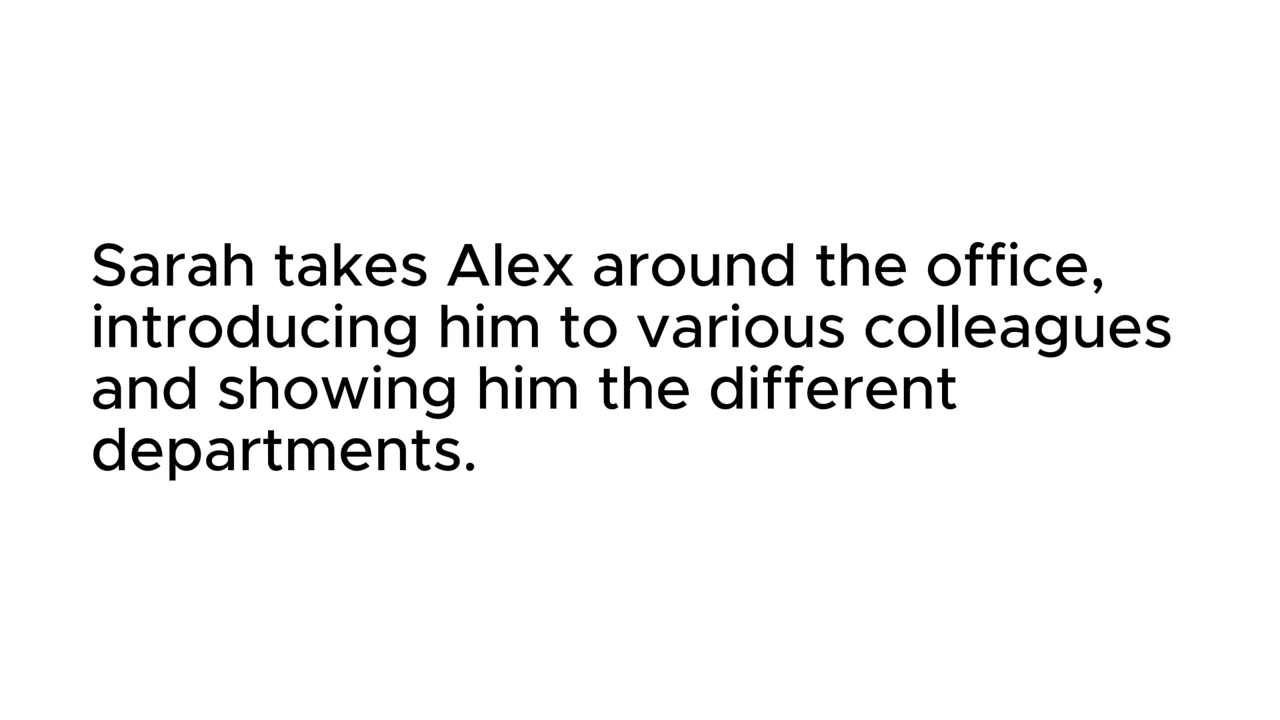 Sarah takes Alex around the office,
introducing him to various colleagues
and showing him the different
departments.